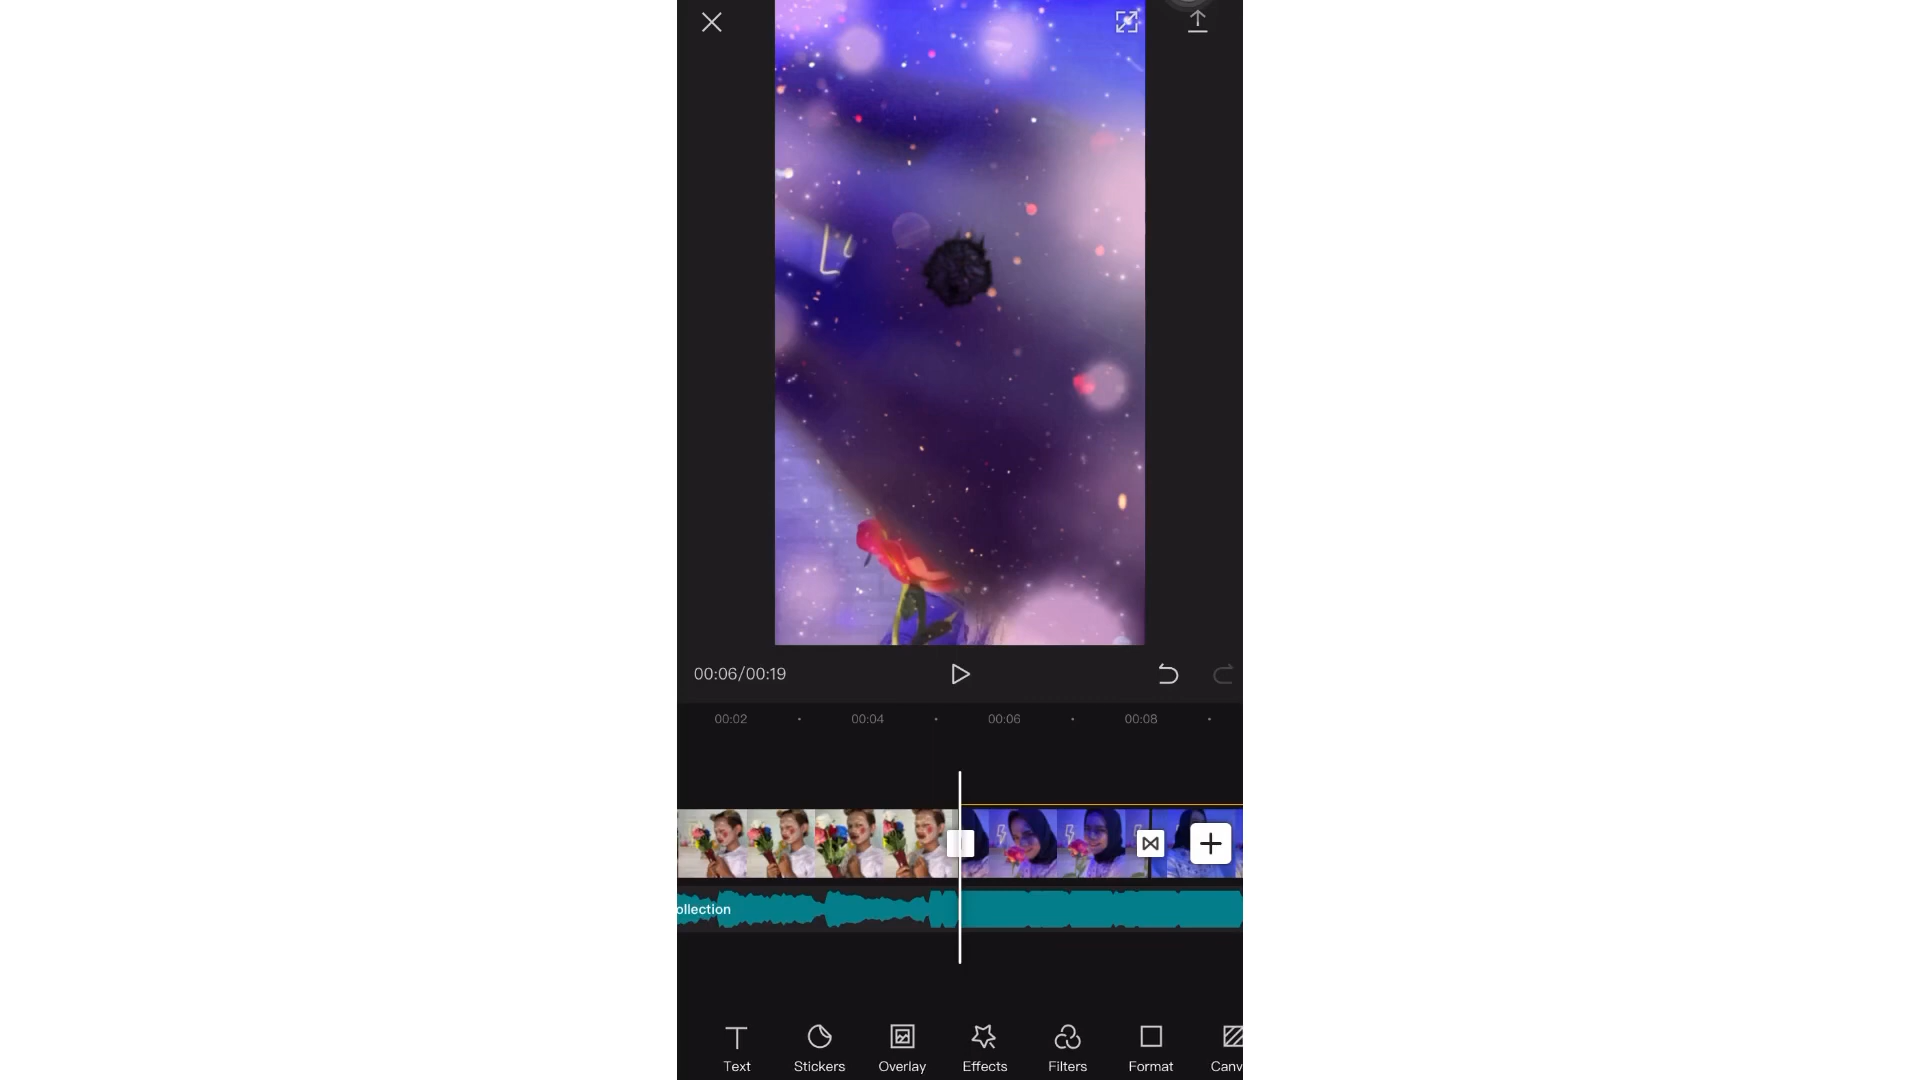 00:06/00:19
00:02
00:04
00:06
00:08
ollection
Text
Stickers
Overlay
Effects
Filters
Format
Canv